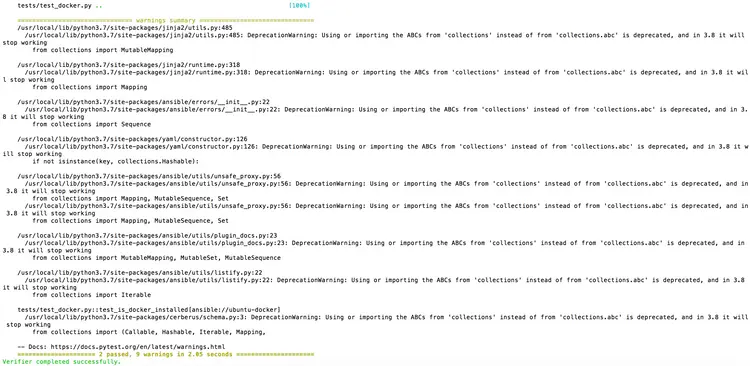 tests/test_docker.py .. [100%]
=============================== warnings summary ===============================
/usr/local/lib/python3.7/site-packages/jinja2/utils.py:485
/usr/local/lib/python3.7/site-packages/jinja2/utils.py:485: DeprecationWarning: Using or importing the ABCs from 'collections' instead of from 'collections.abc' is deprecated, and in 3.8 it will
stop working
from collections import MutableMapping
/usr/local/lib/python3.7/site-packages/jinja2/runtime.py:318
/usr/local/lib/python3.7/site-packages/jinja2/runtime.py:318: DeprecationWarning: Using or importing the ABCs from 'collections' instead of from 'collections.abc' is deprecated, and in 3.8 it wil
l stop working
from collections import Mapping
/usr/local/lib/python3.7/site-packages/ansible/errors/__init__.py:22
/usr/local/lib/python3.7/site-packages/ansible/errors/__init__.py:22: DeprecationWarning: Using or importing the ABCs from 'collections' instead of from 'collections.abc' is deprecated, and in 3.
8 it will stop working
from collections import Sequence
/usr/local/lib/python3.7/site-packages/yaml/constructor.py:126
/usr/local/lib/python3.7/site-packages/yaml/constructor.py:126: DeprecationWarning: Using or importing the ABCs from 'collections' instead of from 'collections.abc' is deprecated, and in 3.8 it w
ill stop working
if not isinstance(key, collections.Hashable):
/usr/local/lib/python3.7/site-packages/ansible/utils/unsafe_proxy.py:56
/usr/local/lib/python3.7/site-packages/ansible/utils/unsafe_proxy.py:56: DeprecationWarning: Using or importing the ABCs from 'collections' instead of from 'collections.abc' is deprecated, and in
3.8 it will stop working
from collections import Mapping, MutableSequence, Set
/usr/local/lib/python3.7/site-packages/ansible/utils/unsafe_proxy.py:56: DeprecationWarning: Using or importing the ABCs from 'collections' instead of from 'collections.abc' is deprecated, and in
3.8 it will stop working
from collections import Mapping, MutableSequence, Set
/usr/local/lib/python3.7/site-packages/ansible/utils/plugin_docs.py:23
/usr/local/lib/python3.7/site-packages/ansible/utils/plugin_docs.py:23: DeprecationWarning: Using or importing the ABCs from 'collections' instead of from 'collections.abc' is deprecated, and in
3.8 it will stop working
from collections import MutableMapping, MutableSet, MutableSequence
/usr/local/lib/python3.7/site-packages/ansible/utils/listify.py:22
/usr/local/lib/python3.7/site-packages/ansible/utils/listify.py:22: DeprecationWarning: Using or importing the ABCs from 'collections' instead of from 'collections.abc' is deprecated, and in 3.8
it will stop working
from collections import Iterable
tests/test_docker.py::test_is_docker_installed[ansible://ubuntu-docker]
/usr/local/lib/python3.7/site-packages/cerberus/schema.py:3: DeprecationWarning: Using or importing the ABCs from 'collections' instead of from 'collections.abc' is deprecated, and in 3.8 it will
stop working
from collections import (Callable, Hashable, Iterable, Mapping,
-- Docs: https://docs.pytest.org/en/latest/warnings.html
===================== 2 passed, 9 warnings in 2.05 seconds =====================
Verifier completed successfully.